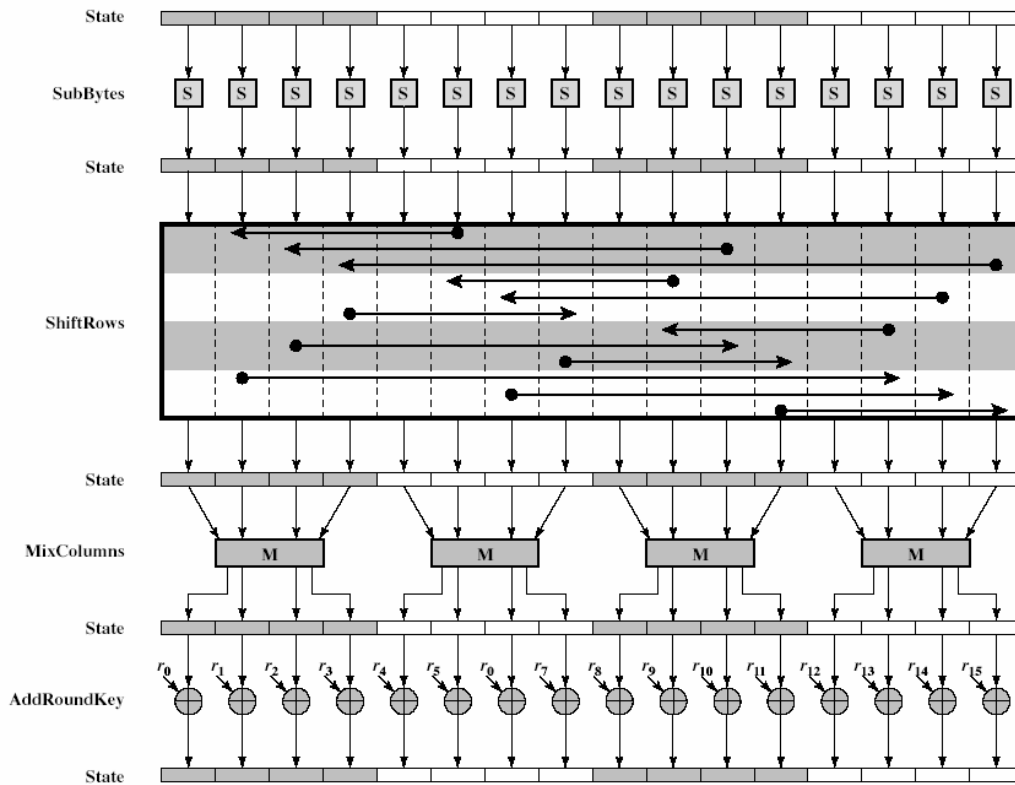 State
SubBytes S S S S S S S S S S S S S S S S
State
ShiftRows
State
MixColumns M M M M
State
r0 r1 r2 r3 r4 r5 r0 r7 r8 r9 r10 r11 r12 r13 r14 r15
AddRoundKey
State